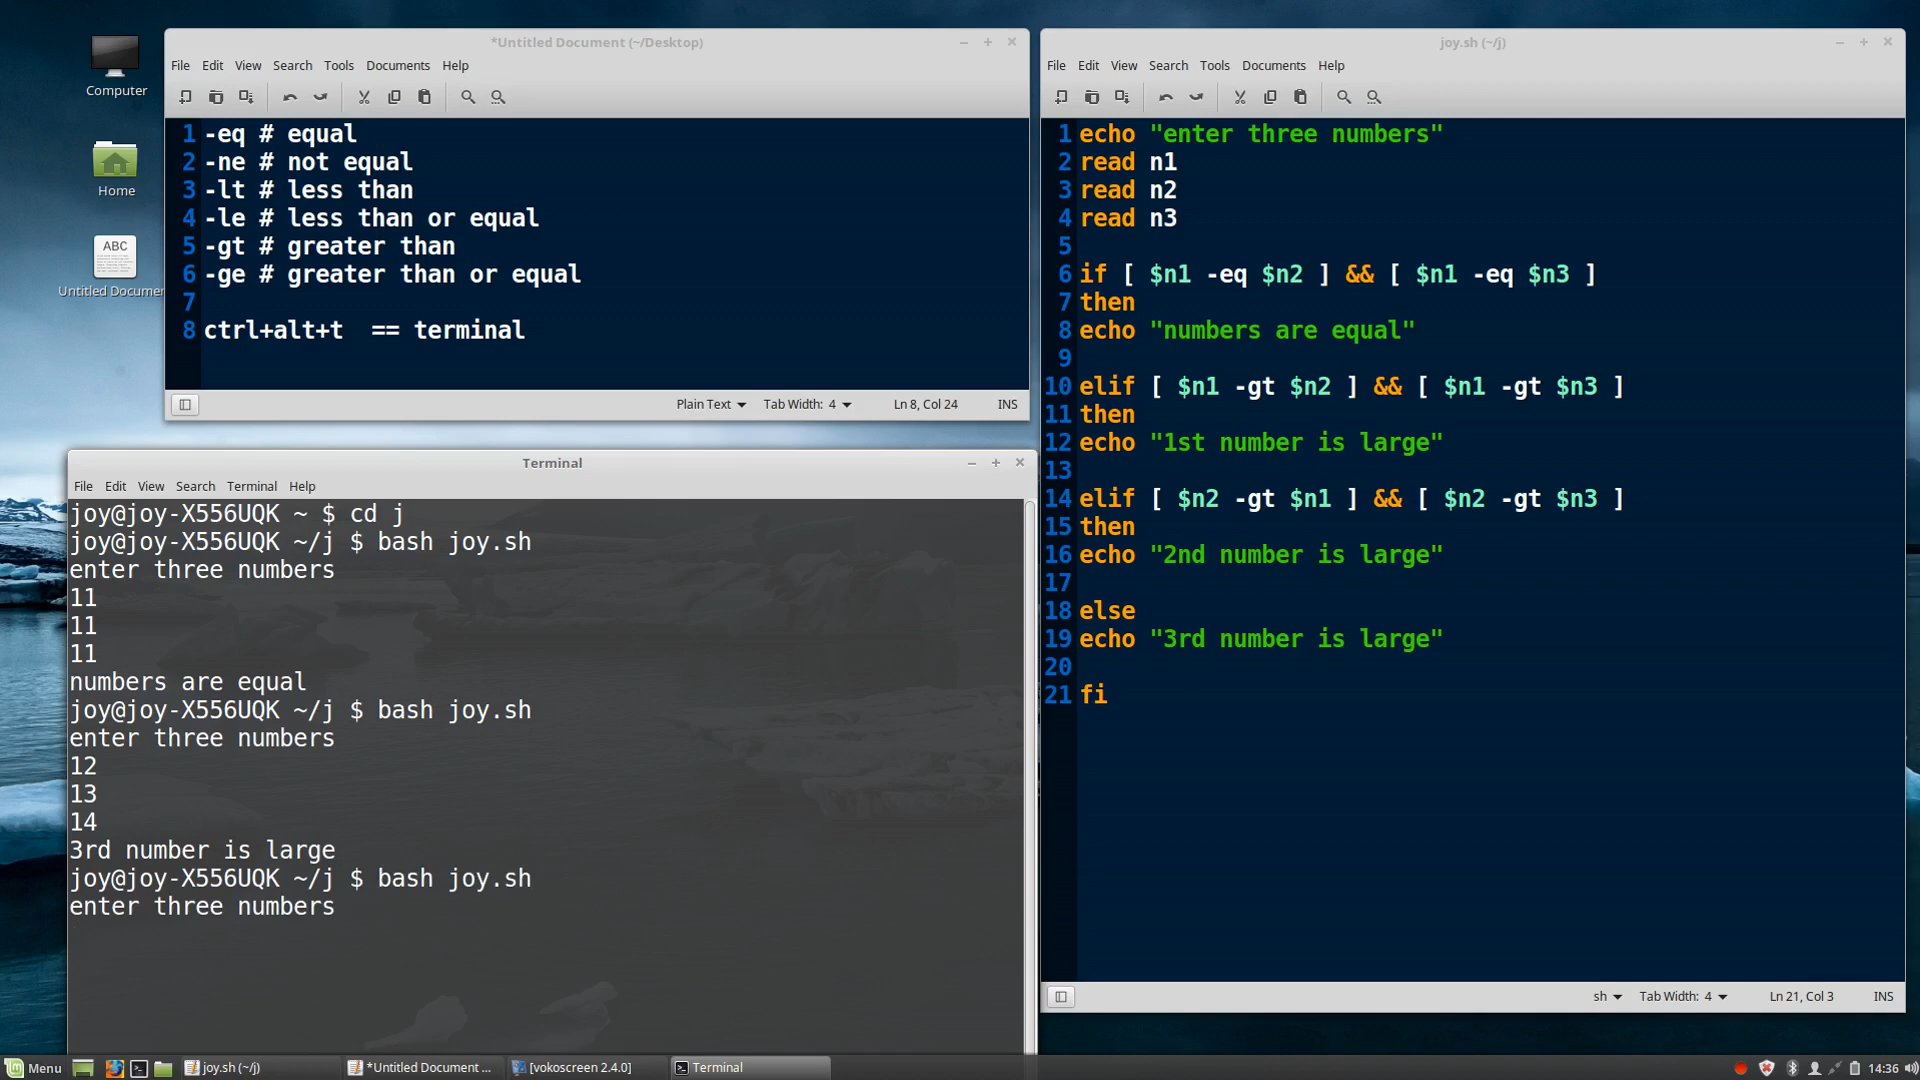 Computer
Home
ABC
Untitled Documen
*Untitled Document (~/Desktop)
File Edit View Search Tools Documents Help
1 -eq # equal
2 -ne # not equal
3 -lt # less than
4 -le # less than or equal
5 -gt # greater than
6 -ge # greater than or equal
7
8 ctrl+alt+t  == terminal
Plain Text Tab Width: 4 Ln 8, Col 24 INS
Terminal
File Edit View Search Terminal Help
joy@joy-X556UQK ~ $ cd j
joy@joy-X556UQK ~/j $ bash joy.sh
enter three numbers
11
11
11
numbers are equal
joy@joy-X556UQK ~/j $ bash joy.sh
enter three numbers
12
13
14
3rd number is large
joy@joy-X556UQK ~/j $ bash joy.sh
enter three numbers
joy.sh (~/j)
File Edit View Search Tools Documents Help
1 echo "enter three numbers"
2 read n1
3 read n2
4 read n3
5
6 if [ $n1 -eq $n2 ] && [ $n1 -eq $n3 ]
7 then
8 echo "numbers are equal"
9
10 elif [ $n1 -gt $n2 ] && [ $n1 -gt $n3 ]
11 then
12 echo "1st number is large"
13
14 elif [ $n2 -gt $n1 ] && [ $n2 -gt $n3 ]
15 then
16 echo "2nd number is large"
17
18 else
19 echo "3rd number is large"
20
21 fi
sh Tab Width: 4 Ln 21, Col 3 INS
Menu joy.sh (~/j) *Untitled Document ... [vokoscreen 2.4.0] Terminal 14:36